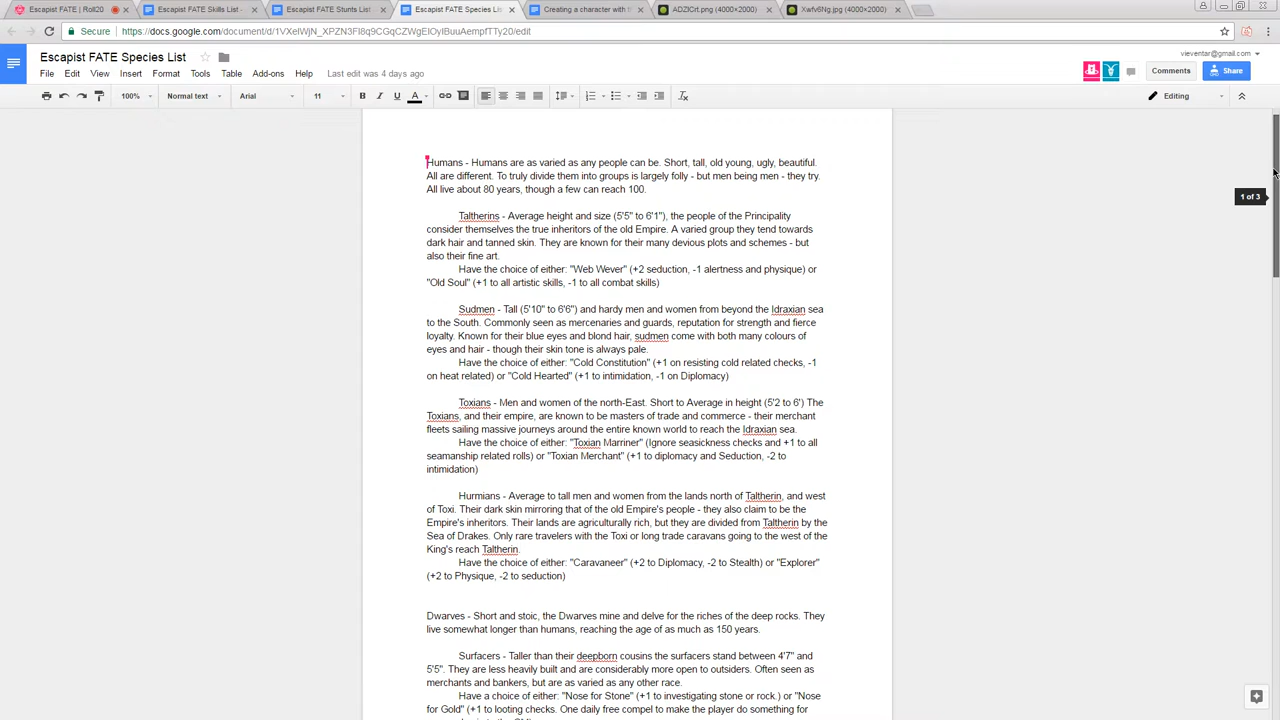 Escapist FATE | Roll20
Escapist FATE Skills List -
Escapist FATE Stunts List
Escapist FATE Species Lis
Creating a character with t
ADZICrt.png (4000×2000)
Xwfv6Ng.jpg (4000×2000)
Secure
Escapist FATE Species List
vieventar@gmail.com
File Edit View Insert Format Tools Table Add-ons Help Last edit was 4 days ago
Comments
Share
100% Normal text Arial 11 B I U A Editing
Humans - Humans are as varied as any people can be. Short, tall, old young, ugly, beautiful.
All are different. To truly divide them into groups is largely folly - but men being men - they try.
All live about 80 years, though a few can reach 100.
1 of 3
Taltherins - Average height and size (5'5" to 6'1"), the people of the Principality
consider themselves the true inheritors of the old Empire. A varied group they tend towards
dark hair and tanned skin. They are known for their many devious plots and schemes - but
also their fine art.
Have the choice of either: "Web Wever" (+2 seduction, -1 alertness and physique) or
"Old Soul" (+1 to all artistic skills, -1 to all combat skills)
Sudmen - Tall (5'10" to 6'6") and hardy men and women from beyond the Idraxian sea
to the South. Commonly seen as mercenaries and guards, reputation for strength and fierce
loyalty. Known for their blue eyes and blond hair, sudmen come with both many colours of
eyes and hair - though their skin tone is always pale.
Have the choice of either: "Cold Constitution" (+1 on resisting cold related checks, -1
on heat related) or "Cold Hearted" (+1 to intimidation, -1 on Diplomacy)
Toxians - Men and women of the north-East. Short to Average in height (5'2 to 6') The
Toxians, and their empire, are known to be masters of trade and commerce - their merchant
fleets sailing massive journeys around the entire known world to reach the Idraxian sea.
Have the choice of either: "Toxian Marriner" (Ignore seasickness checks and +1 to all
seamanship related rolls) or "Toxian Merchant" (+1 to diplomacy and Seduction, -2 to
intimidation)
Hurmians - Average to tall men and women from the lands north of Taltherin, and west
of Toxi. Their dark skin mirroring that of the old Empire's people - they also claim to be the
Empire's inheritors. Their lands are agriculturally rich, but they are divided from Taltherin by the
Sea of Drakes. Only rare travelers with the Toxi or long trade caravans going to the west of the
King's reach Taltherin.
Have the choice of either: "Caravaneer" (+2 to Diplomacy, -2 to Stealth) or "Explorer"
(+2 to Physique, -2 to seduction)
Dwarves - Short and stoic, the Dwarves mine and delve for the riches of the deep rocks. They
live somewhat longer than humans, reaching the age of as much as 150 years.
Surfacers - Taller than their deepborn cousins the surfacers stand between 4'7" and
5'5". They are less heavily built and are considerably more open to outsiders. Often seen as
merchants and bankers, but are as varied as any other race.
Have a choice of either: "Nose for Stone" (+1 to investigating stone or rock.) or "Nose
for Gold" (+1 to looting checks. One daily free compel to make the player do something for